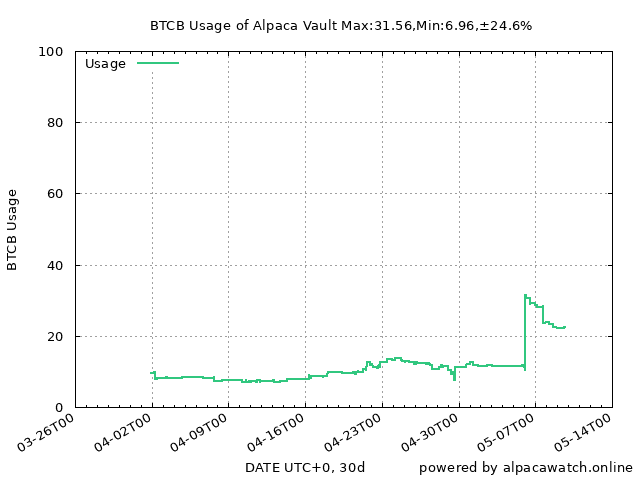 BTCB Usage of Alpaca Vault Max:31.56,Min:6.96,±24.6%
Usage
BTCB Usage
100
80
60
40
20
0
03-26T00
04-02T00
04-09T00
04-16T00
04-23T00
04-30T00
05-07T00
05-14T00
DATE UTC+0, 30d
powered by alpacawatch.online